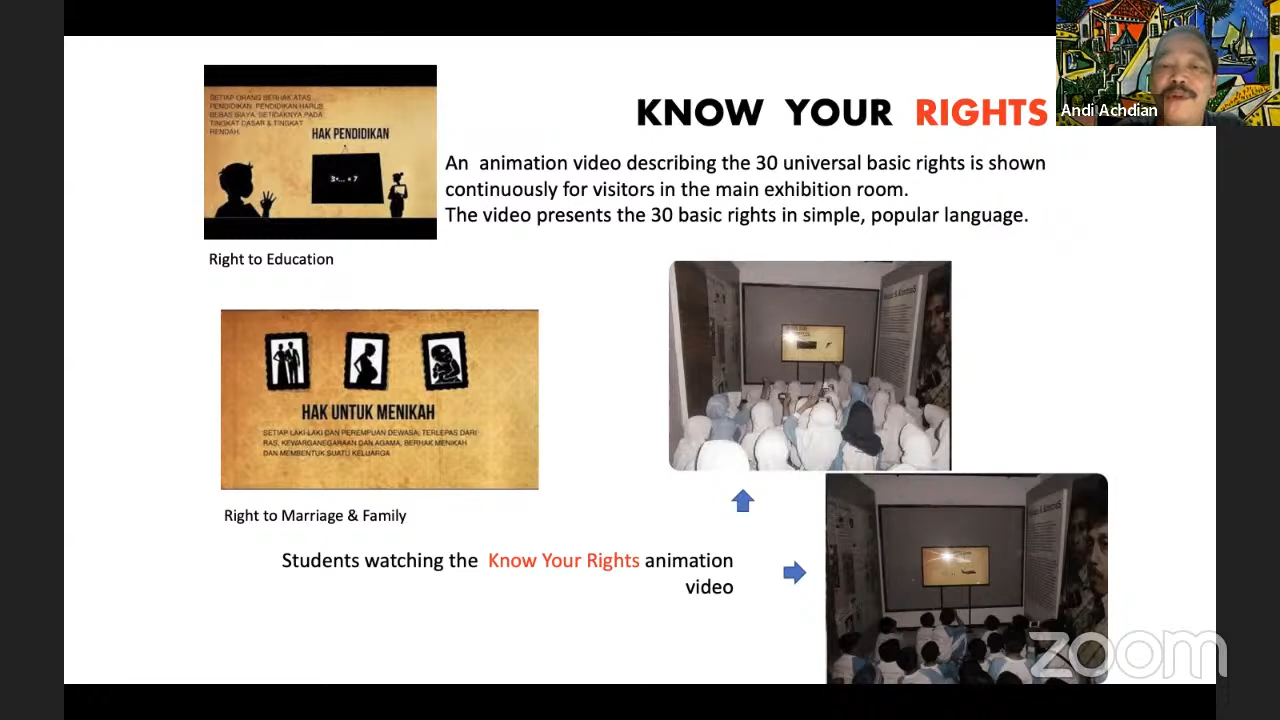 SETIAP ORANG BERHAK ATAS
PENDIDIKAN. PENDIDIKAN HARUS
BEBAS BIAYA, SETIDAKNYA PADA
TINGKAT DASAR & TINGKAT
RENDAH.
HAK PENDIDIKAN
Right to Education
KNOW YOUR RIGHTS
Andi Achdian
An animation video describing the 30 universal basic rights is shown
continuously for visitors in the main exhibition room.
The video presents the 30 basic rights in simple, popular language.
HAK UNTUK MENIKAH
SETIAP LAKI-LAKI DAN PEREMPUAN DEWASA, TERLEPAS DARI
RAS, KEWARGANEGARAAN DAN AGAMA, BERHAK MENIKAH
DAN MEMBENTUK SUATU KELUARGA
Right to Marriage & Family
Students watching the Know Your Rights animation
video
zoom